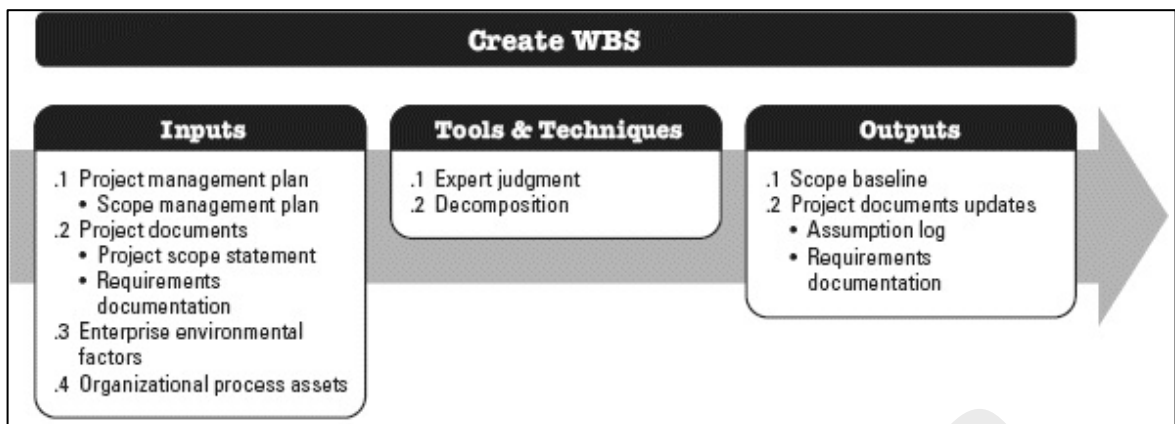 Create WBS
Inputs
.1 Project management plan
• Scope management plan
.2 Project documents
• Project scope statement
• Requirements
documentation
.3 Enterprise environmental
factors
.4 Organizational process assets
Tools & Techniques
.1 Expert judgment
.2 Decomposition
Outputs
.1 Scope baseline
.2 Project documents updates
• Assumption log
• Requirements
documentation